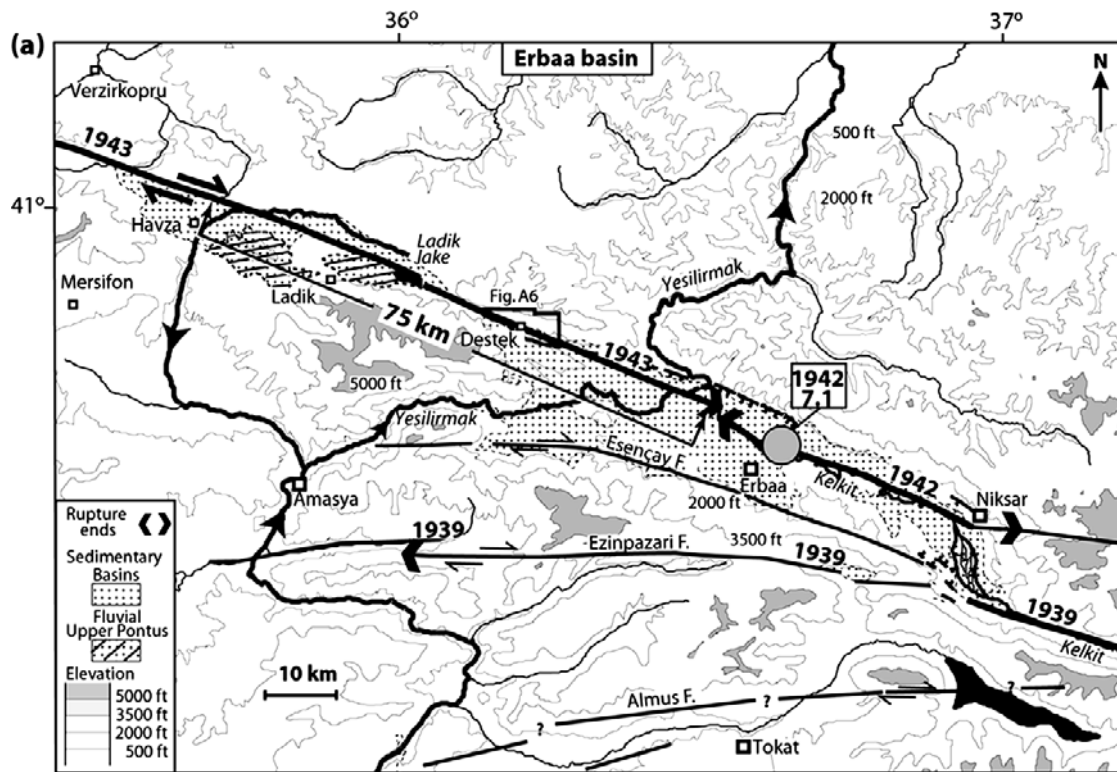 36°
37°
(a)
Erbaa basin
N
Verzirkopru
1943
500 ft
2000 ft
41°
Havza
Ladik
lake
Mersifon
Ladik
Yesilirmak
75 km
Fig. A6
Destek
1943
5000 ft
1942
7.1
Yesilirmak
Esençay F.
Erbaa
Kelkit
1942
Niksar
2000 ft
Amasya
1939
3500 ft
Ezinpazari F.
1939
1939
Kelkit
Rupture
ends
Sedimentary
Basins
Fluvial
Upper Pontus
Elevation
5000 ft
3500 ft
2000 ft
500 ft
10 km
Almus F.
?
?
?
Tokat